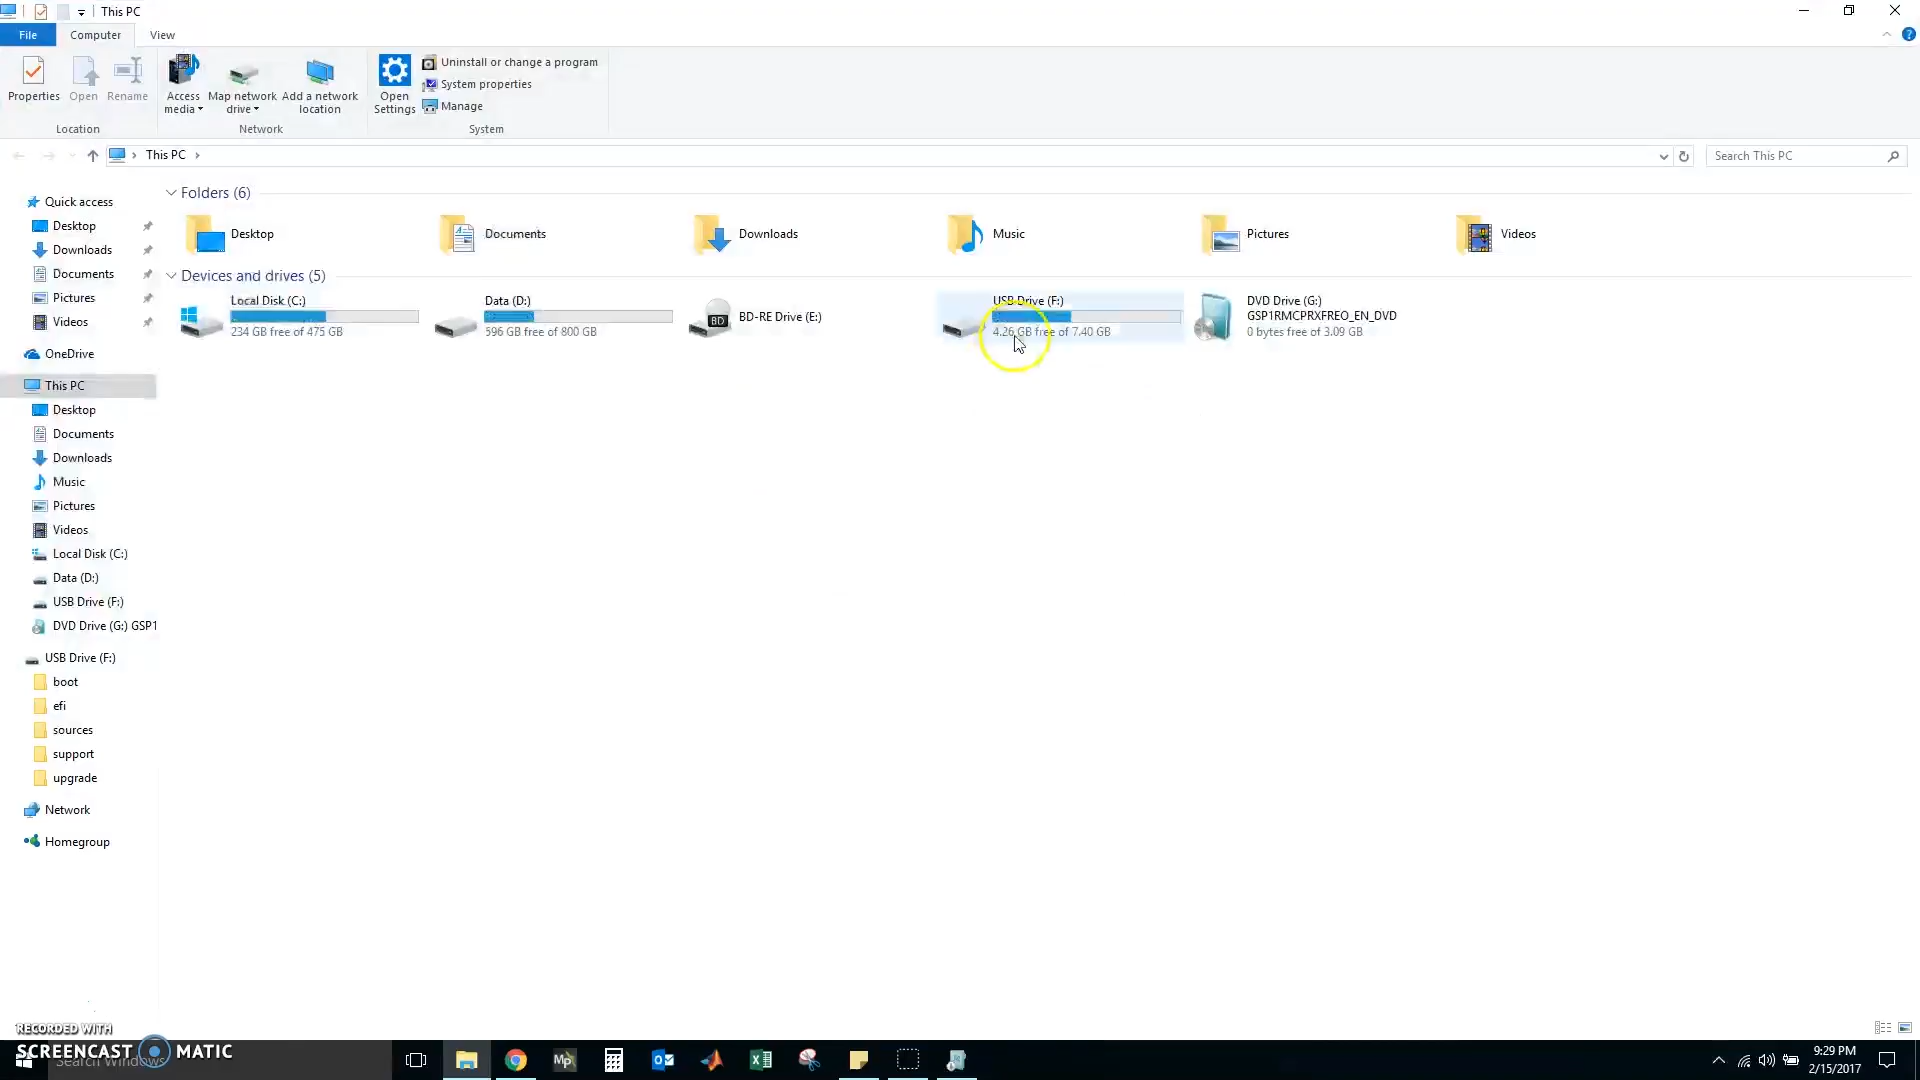 This PC
File
Computer
View
Properties
Open
Rename
Access media
Map network drive
Add a network location
Open Settings
Uninstall or change a program
System properties
Manage
Location
Network
System
This PC
Search This PC
Quick access
Desktop
Downloads
Documents
Pictures
Videos
OneDrive
This PC
Desktop
Documents
Downloads
Music
Pictures
Videos
Local Disk (C:)
Data (D:)
USB Drive (F:)
DVD Drive (G:) GSP1
USB Drive (F:)
boot
efi
sources
support
upgrade
Network
Homegroup
Folders (6)
Desktop
Documents
Downloads
Music
Pictures
Videos
Devices and drives (5)
Local Disk (C:)
234 GB free of 475 GB
Data (D:)
596 GB free of 800 GB
BD
BD-RE Drive (E:)
USB Drive (F:)
4.26 GB free of 7.40 GB
DVD Drive (G:)
GSP1RMCPRXFREO_EN_DVD
0 bytes free of 3.09 GB
RECORDED WITH
SCREENCAST MATIC
Search Windows
Mp
9:29 PM
2/15/2017